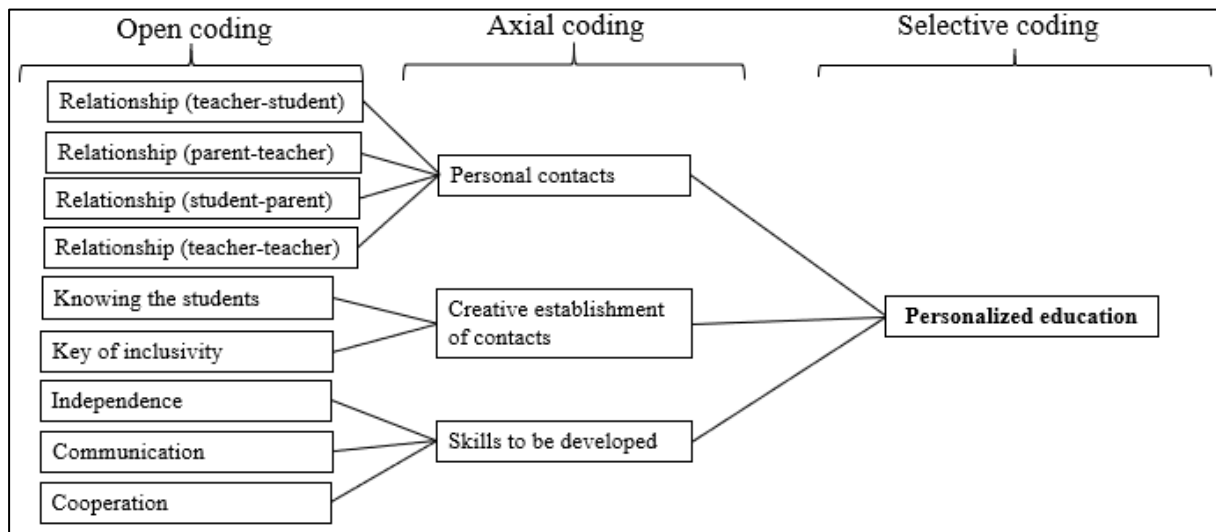 Open coding
Axial coding
Selective coding
Relationship (teacher-student)
Relationship (parent-teacher)
Relationship (student-parent)
Relationship (teacher-teacher)
Knowing the students
Key of inclusivity
Independence
Communication
Cooperation
Personal contacts
Creative establishment
of contacts
Skills to be developed
Personalized education